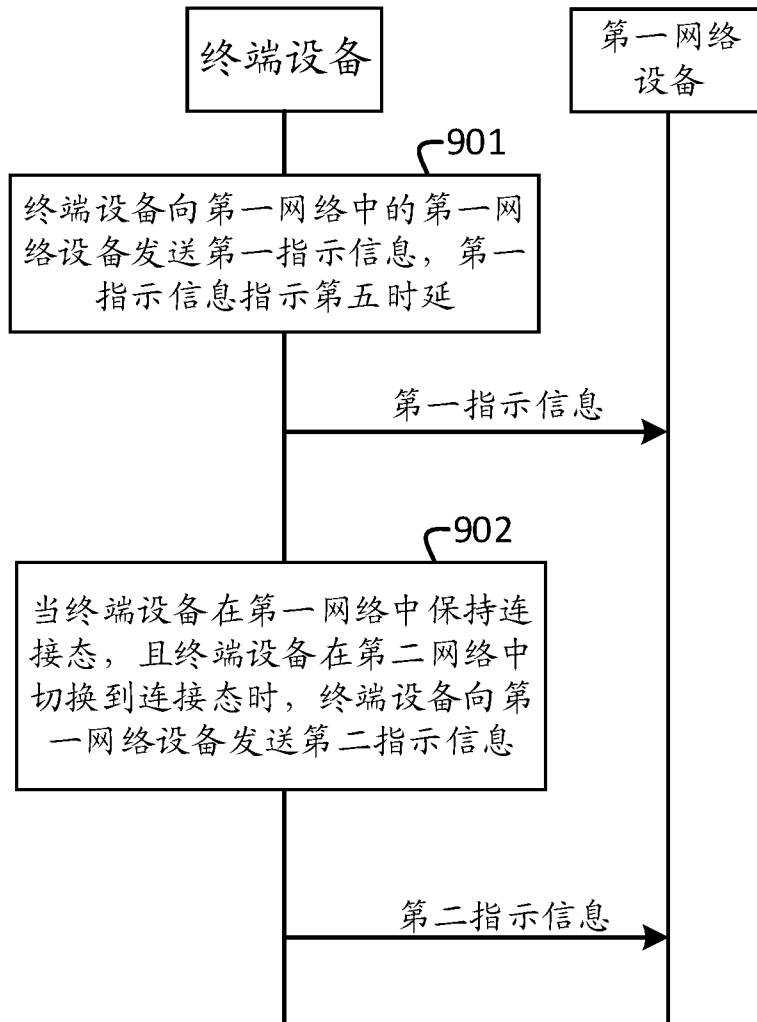 终端设备
第一网络
设备
901
终端设备向第一网络中的第一网
络设备发送第一指示信息，第一
指示信息指示第五时延
第一指示信息
902
当终端设备在第一网络中保持连
接态，且终端设备在第二网络中
切换到连接态时，终端设备向第
一网络设备发送第二指示信息
第二指示信息